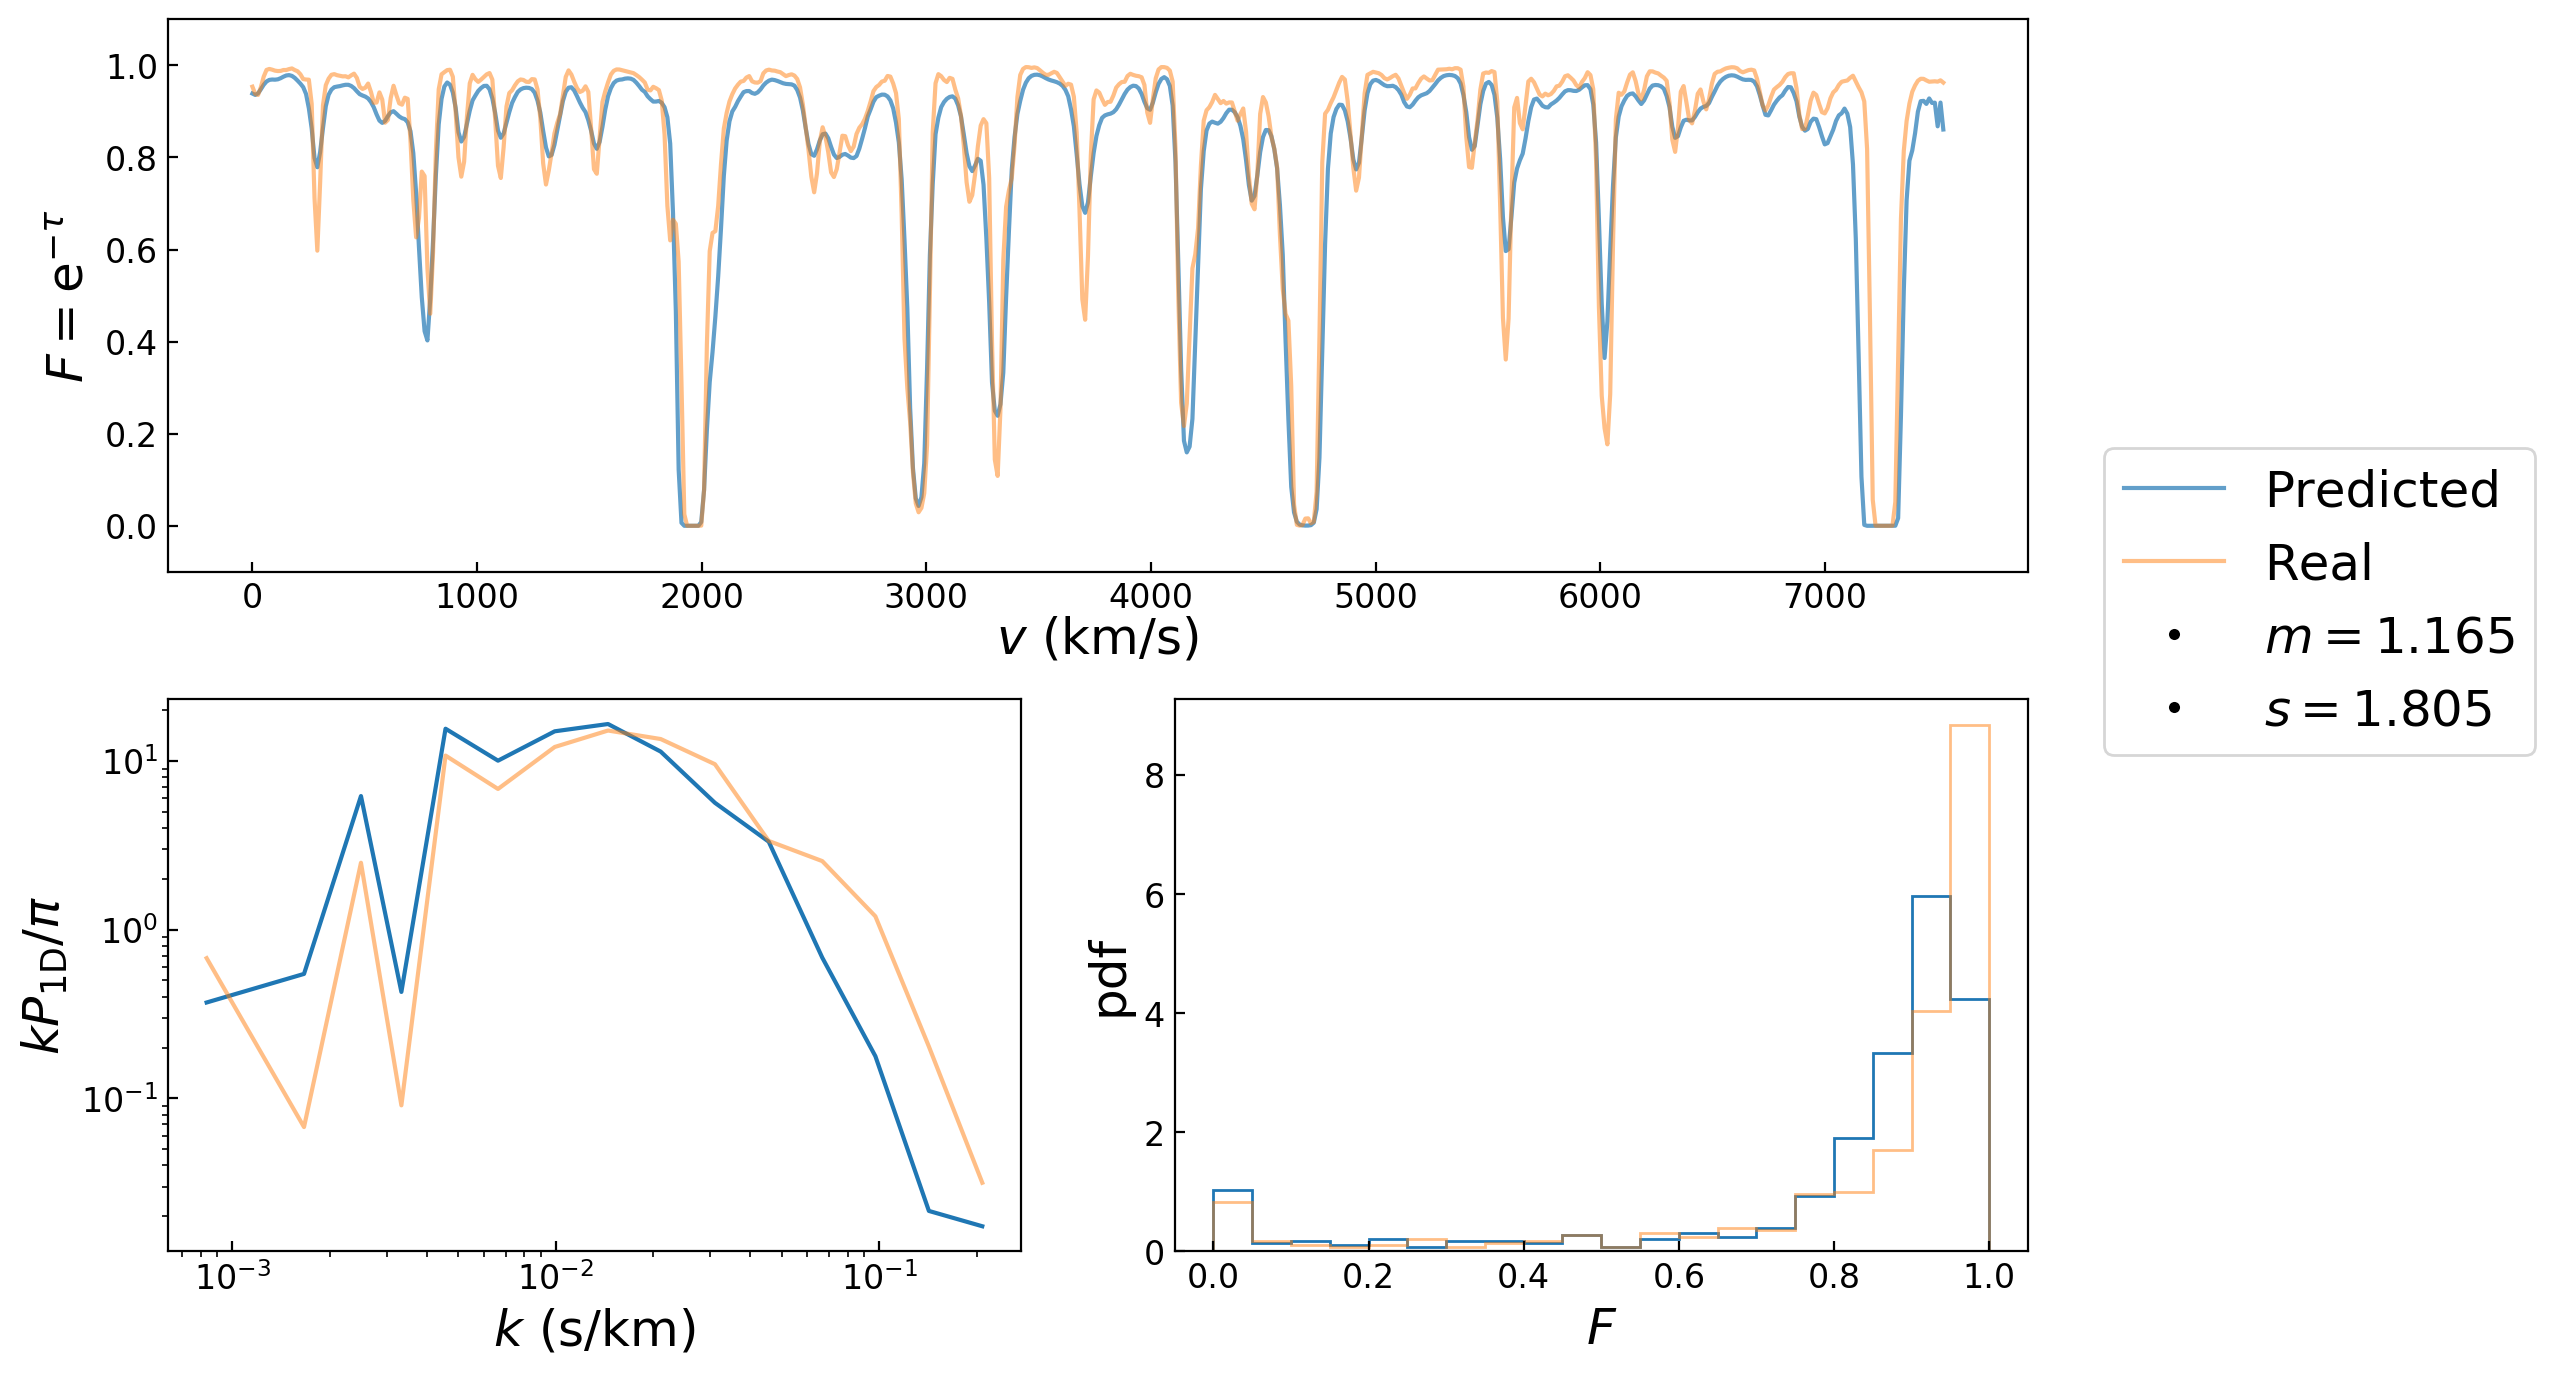 1.0
0.8
0.6
0.4
0.2
0.0
F = e^{-τ}
0 1000 2000 3000 4000 5000 6000 7000
v (km/s)
Predicted
Real
m = 1.165
s = 1.805
10^1
10^0
10^{-1}
kP_{1D}/π
10^{-3} 10^{-2} 10^{-1}
k (s/km)
8
6
4
2
0
pdf
0.0 0.2 0.4 0.6 0.8 1.0
F